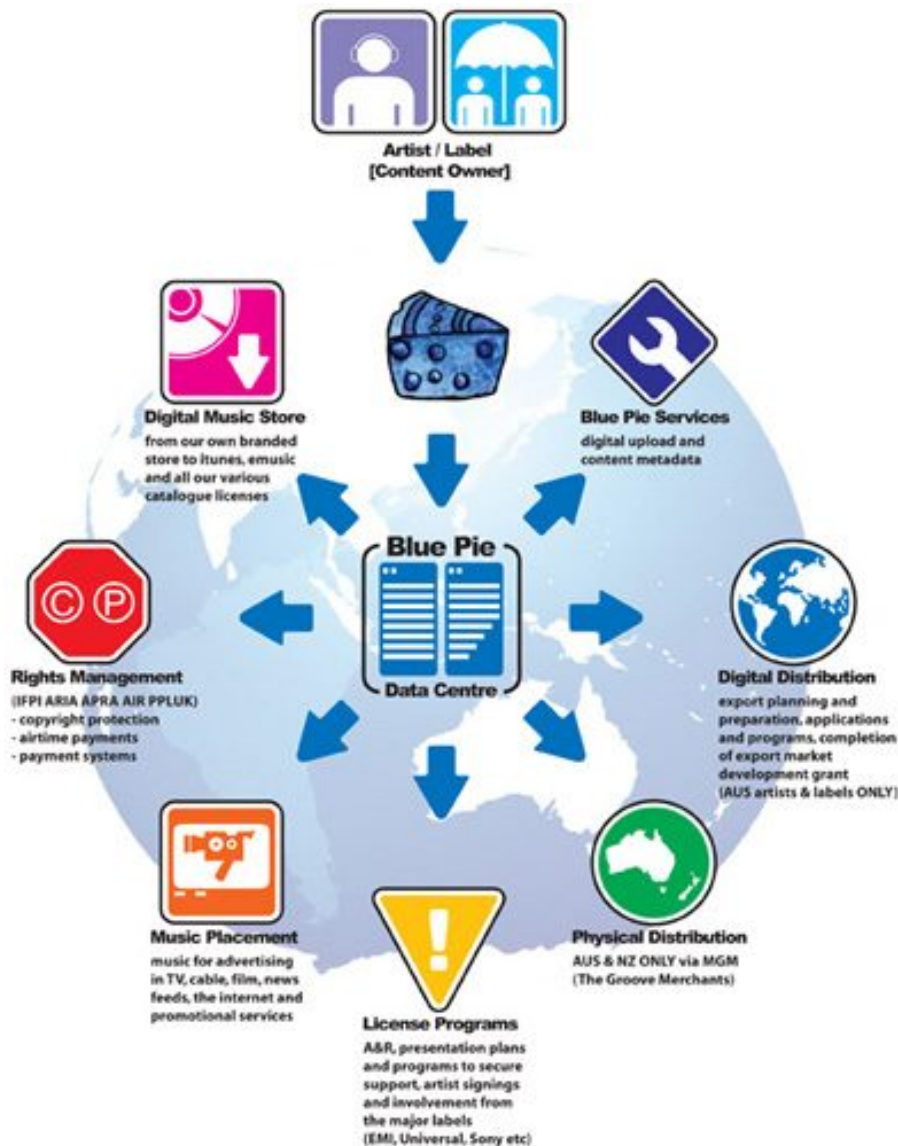 Artist / Label
[Content Owner]
Digital Music Store
from our own branded
store to itunes, emusic
and all our various
catalogue licenses
Blue Pie Services
digital upload and
content metadata
Blue Pie
Data Centre
C P
Rights Management
(IFPI ARIA APRA AIR PPLUK)
- copyright protection
- airtime payments
- payment systems
Digital Distribution
export planning and
preparation, applications
and programs, completion
of export market
development grant
(AUS artists & labels ONLY)
Music Placement
music for advertising
in TV, cable, film, news
feeds, the internet and
promotional services
!
License Programs
A&R, presentation plans
and programs to secure
support, artist signings
and involvement from
the major labels
(EMI, Universal, Sony etc)
Physical Distribution
AUS & NZ ONLY via MGM
(The Groove Merchants)